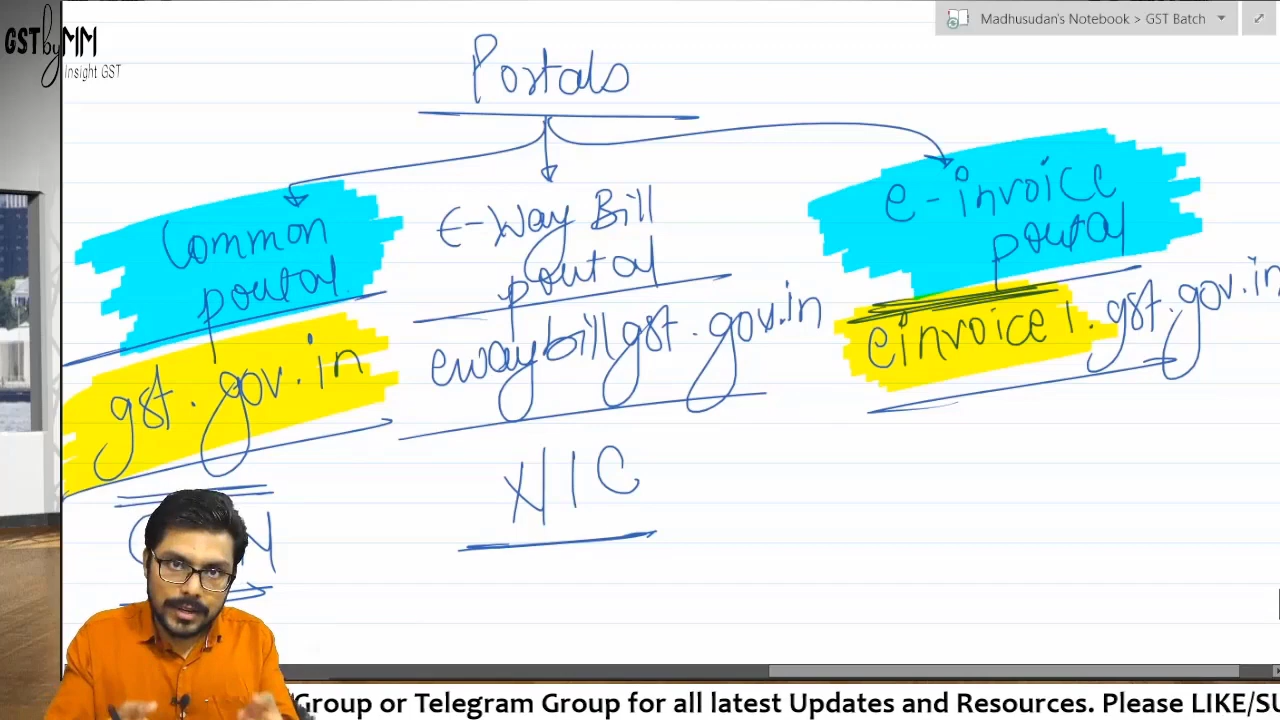 GST by MM
Insight GST
Madhusudan's Notebook > GST Batch
Portals
Common
portal
gst.gov.in
E-Way Bill
portal
ewaybillgst.gov.in
NIC
e-invoice
portal
einvoice1.gst.gov.in
Group or Telegram Group for all latest Updates and Resources. Please LIKE/SU